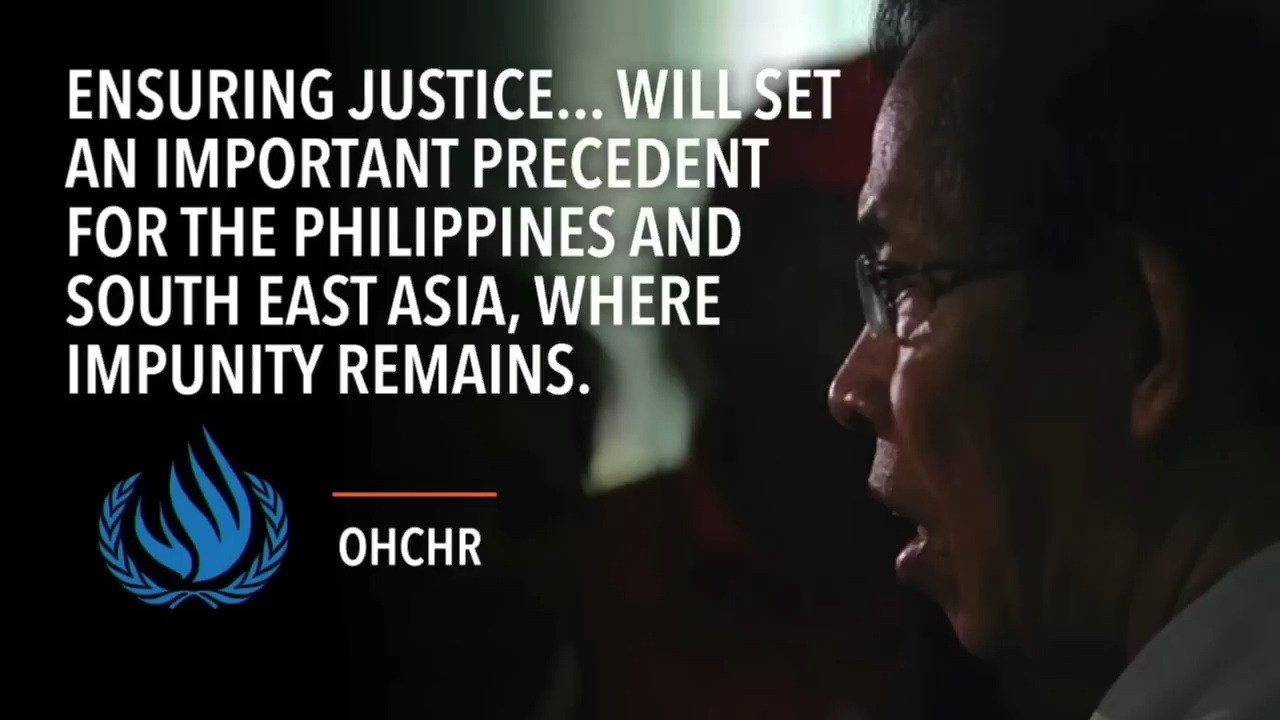 ENSURING JUSTICE... WILL SET
AN IMPORTANT PRECEDENT
FOR THE PHILIPPINES AND
SOUTH EAST ASIA, WHERE
IMPUNITY REMAINS.
OHCHR